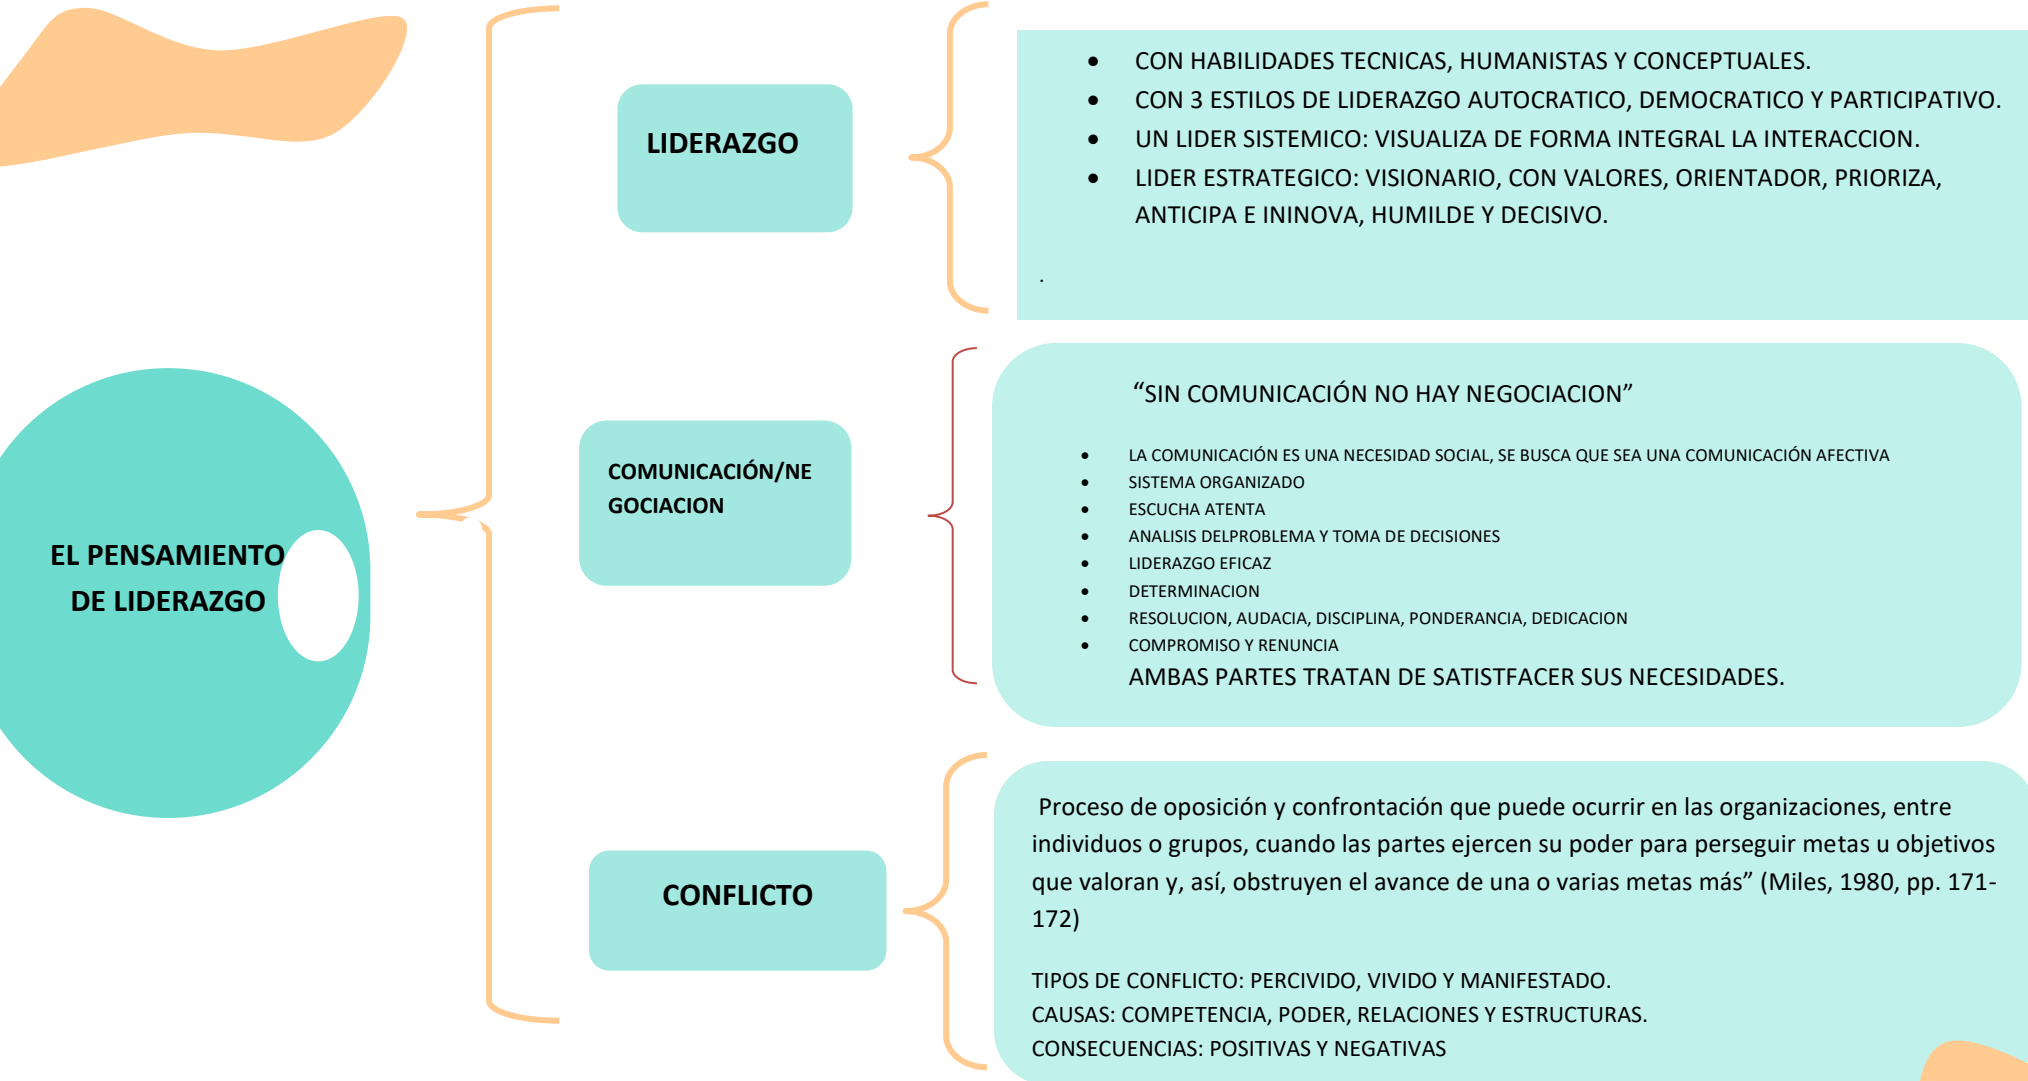 EL PENSAMIENTO
DE LIDERAZGO
LIDERAZGO
• CON HABILIDADES TECNICAS, HUMANISTAS Y CONCEPTUALES.
• CON 3 ESTILOS DE LIDERAZGO AUTOCRATICO, DEMOCRATICO Y PARTICIPATIVO.
• UN LIDER SISTEMICO: VISUALIZA DE FORMA INTEGRAL LA INTERACCION.
• LIDER ESTRATEGICO: VISIONARIO, CON VALORES, ORIENTADOR, PRIORIZA,
ANTICIPA E ININOVA, HUMILDE Y DECISIVO.
.
COMUNICACIÓN/NE
GOCIACION
“SIN COMUNICACIÓN NO HAY NEGOCIACION”
• LA COMUNICACIÓN ES UNA NECESIDAD SOCIAL, SE BUSCA QUE SEA UNA COMUNICACIÓN AFECTIVA
• SISTEMA ORGANIZADO
• ESCUCHA ATENTA
• ANALISIS DELPROBLEMA Y TOMA DE DECISIONES
• LIDERAZGO EFICAZ
• DETERMINACION
• RESOLUCION, AUDACIA, DISCIPLINA, PONDERANCIA, DEDICACION
• COMPROMISO Y RENUNCIA
AMBAS PARTES TRATAN DE SATISTFACER SUS NECESIDADES.
CONFLICTO
Proceso de oposición y confrontación que puede ocurrir en las organizaciones, entre
individuos o grupos, cuando las partes ejercen su poder para perseguir metas u objetivos
que valoran y, así, obstruyen el avance de una o varias metas más” (Miles, 1980, pp. 171-
172)
TIPOS DE CONFLICTO: PERCIVIDO, VIVIDO Y MANIFESTADO.
CAUSAS: COMPETENCIA, PODER, RELACIONES Y ESTRUCTURAS.
CONSECUENCIAS: POSITIVAS Y NEGATIVAS